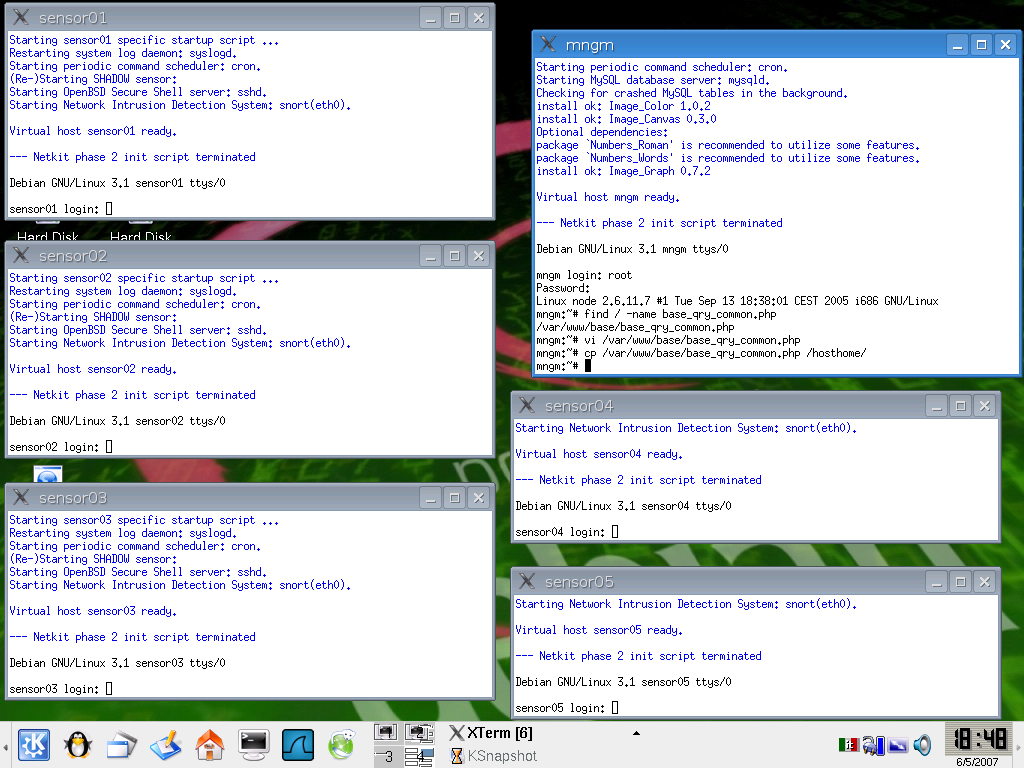 sensor01
Starting sensor01 specific startup script ...
Restarting system log daemon: syslogd.
Starting periodic command scheduler: cron.
(Re-)Starting SHADOW sensor:
Starting OpenBSD Secure Shell server: sshd.
Starting Network Intrusion Detection System: snort(eth0).
Virtual host sensor01 ready.
--- Netkit phase 2 init script terminated
Debian GNU/Linux 3.1 sensor01 ttys/0
sensor01 login:
Hard Disk
Hard Disk
sensor02
Starting sensor02 specific startup script ...
Restarting system log daemon: syslogd.
Starting periodic command scheduler: cron.
(Re-)Starting SHADOW sensor:
Starting OpenBSD Secure Shell server: sshd.
Starting Network Intrusion Detection System: snort(eth0).
Virtual host sensor02 ready.
--- Netkit phase 2 init script terminated
Debian GNU/Linux 3.1 sensor02 ttys/0
sensor02 login:
sensor03
Starting sensor03 specific startup script ...
Restarting system log daemon: syslogd.
Starting periodic command scheduler: cron.
(Re-)Starting SHADOW sensor:
Starting OpenBSD Secure Shell server: sshd.
Starting Network Intrusion Detection System: snort(eth0).
Virtual host sensor03 ready.
--- Netkit phase 2 init script terminated
Debian GNU/Linux 3.1 sensor03 ttys/0
sensor03 login:
mngm
Starting periodic command scheduler: cron.
Starting MySQL database server: mysqld.
Checking for crashed MySQL tables in the background.
install ok: Image_Color 1.0.2
install ok: Image_Canvas 0.3.0
Optional dependencies:
package `Numbers_Roman' is recommended to utilize some features.
package `Numbers_Words' is recommended to utilize some features.
install ok: Image_Graph 0.7.2
Virtual host mngm ready.
--- Netkit phase 2 init script terminated
Debian GNU/Linux 3.1 mngm ttys/0
mngm login: root
Password:
Linux node 2.6.11.7 #1 Tue Sep 13 18:38:01 CEST 2005 i686 GNU/Linux
mngm:~# find / -name base_qry_common.php
/var/www/base/base_qry_common.php
mngm:~# vi /var/www/base/base_qry_common.php
mngm:~# cp /var/www/base/base_qry_common.php /hosthome/
mngm:~#
sensor04
Starting Network Intrusion Detection System: snort(eth0).
Virtual host sensor04 ready.
--- Netkit phase 2 init script terminated
Debian GNU/Linux 3.1 sensor04 ttys/0
sensor04 login:
sensor05
Starting Network Intrusion Detection System: snort(eth0).
Virtual host sensor05 ready.
--- Netkit phase 2 init script terminated
Debian GNU/Linux 3.1 sensor05 ttys/0
sensor05 login:
3
XTerm [6]
KSnapshot
18:48
6/5/2007